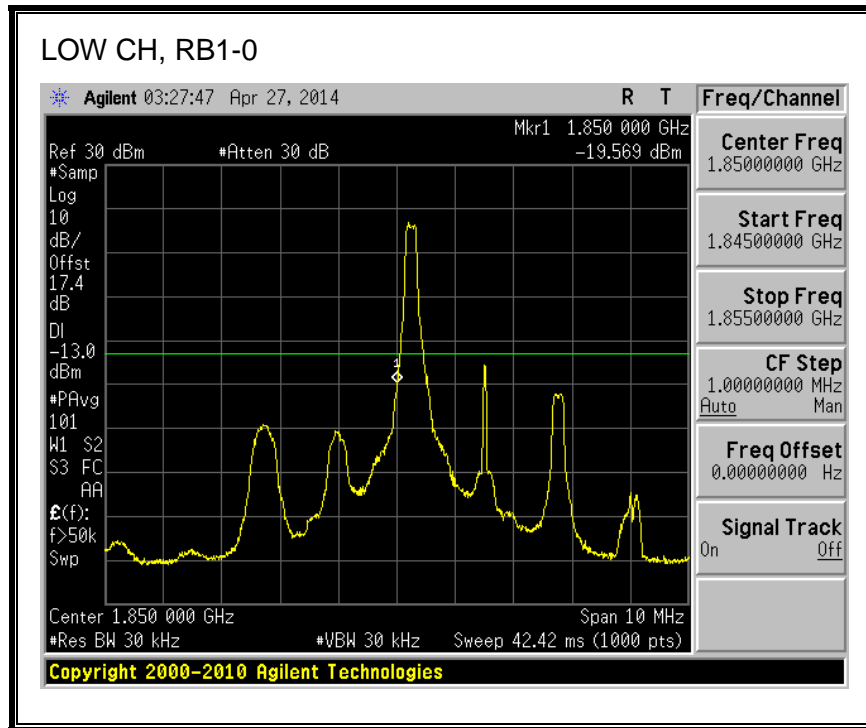 LOW CH, RB1-0
Agilent 03:27:47 Apr 27, 2014 R T
Mkr1 1.850 000 GHz
Ref 30 dBm #Atten 30 dB -19.569 dBm
#Samp
Log
10
dB/
Offst
17.4
dB
DI
-13.0
dBm
#PAvg
101
W1 S2
S3 FC
AA
£(f):
f>50k
Swp
1
Center 1.850 000 GHz Span 10 MHz
#Res BW 30 kHz #VBW 30 kHz Sweep 42.42 ms (1000 pts)
Copyright 2000-2010 Agilent Technologies
Freq/Channel
Center Freq
1.85000000 GHz
Start Freq
1.84500000 GHz
Stop Freq
1.85500000 GHz
CF Step
1.00000000 MHz
Auto Man
Freq Offset
0.00000000 Hz
Signal Track
On Off